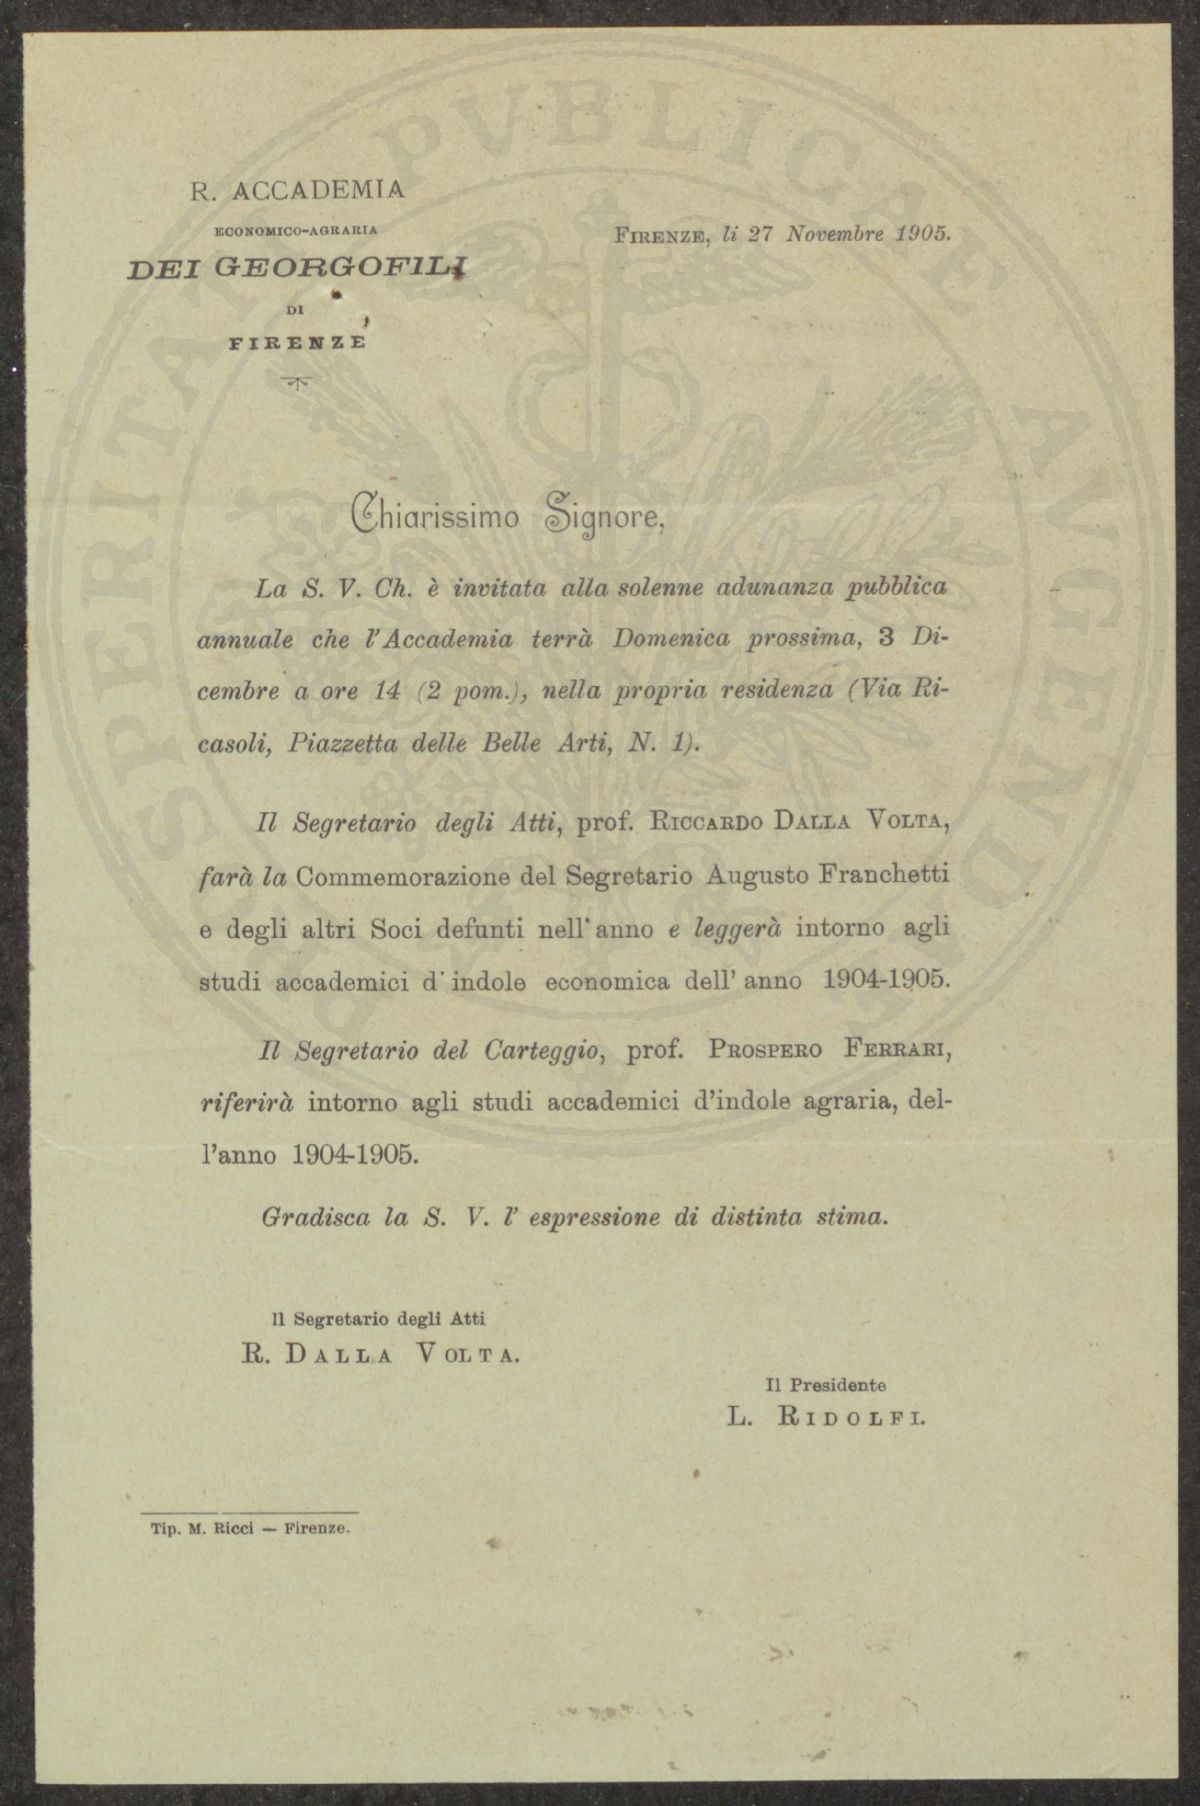 R. ACCADEMIA
ECONOMICO-AGRARIA
DEI GEORGOFILI
DI
FIRENZE
FIRENZE, li 27 Novembre 1905.
Chiarissimo Signore,
La S. V. Ch. è invitata alla solenne adunanza pubblica
annuale che l'Accademia terrà Domenica prossima, 3 Di-
cembre a ore 14 (2 pom.), nella propria residenza (Via Ri-
casoli, Piazzetta delle Belle Arti, N. 1).
Il Segretario degli Atti, prof. RICCARDO DALLA VOLTA,
farà la Commemorazione del Segretario Augusto Franchetti
e degli altri Soci defunti nell'anno e leggerà intorno agli
studi accademici d'indole economica dell'anno 1904-1905.
Il Segretario del Carteggio, prof. PROSPERO FERRARI,
riferirà intorno agli studi accademici d'indole agraria, del-
l'anno 1904-1905.
Gradisca la S. V. l'espressione di distinta stima.
Il Segretario degli Atti
R. DALLA VOLTA.
Il Presidente
L. RIDOLFI.
Tip. M. Ricci — Firenze.
PROSPERITATI PVBLICAE AVGENDAE